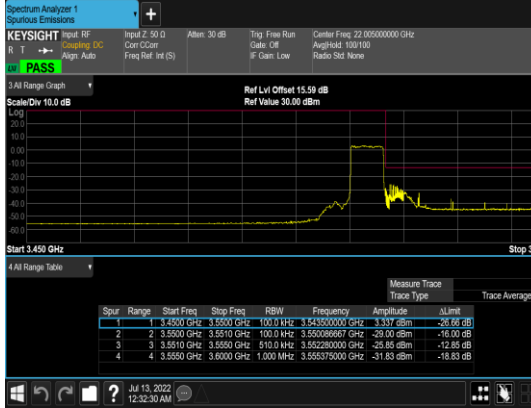 Spectrum Analyzer 1
Spurious Emissions
+
KEYSIGHT Input: RF Input Z: 50 Ω Atten: 30 dB Trig: Free Run Center Freq: 22.005000000 GHz
R T Coupling: DC Corr CCorr Gate: Off Avg|Hold: 100/100
Align: Auto Freq Ref: Int (S) IF Gain: Low Radio Std: None
PASS
3 All Range Graph
Ref Lvl Offset 15.59 dB
Scale/Div 10.0 dB Ref Value 30.00 dBm
Log
20.0
10.0
0.00
-10.0
-20.0
-30.0
-40.0
-50.0
-60.0
Start 3.450 GHz Stop 3
4 All Range Table
Measure Trace
Trace Type Trace Average
Spur Range Start Freq Stop Freq RBW Frequency Amplitude ΔLimit
1 1 3.4500 GHz 3.5500 GHz 100.0 kHz 3.543500000 GHz 3.337 dBm -26.66 dB
2 2 3.5500 GHz 3.5510 GHz 100.0 kHz 3.550086667 GHz -29.00 dBm -16.00 dB
3 3 3.5510 GHz 3.5550 GHz 510.0 kHz 3.552280000 GHz -25.85 dBm -12.85 dB
4 4 3.5550 GHz 3.6000 GHz 1.000 MHz 3.555375000 GHz -31.83 dBm -18.83 dB
? Jul 13, 2022
12:32:30 AM